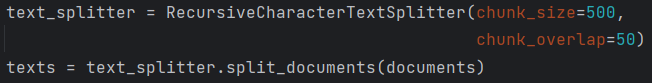 text_splitter = RecursiveCharacterTextSplitter(chunk_size=500,
chunk_overlap=50)
texts = text_splitter.split_documents(documents)